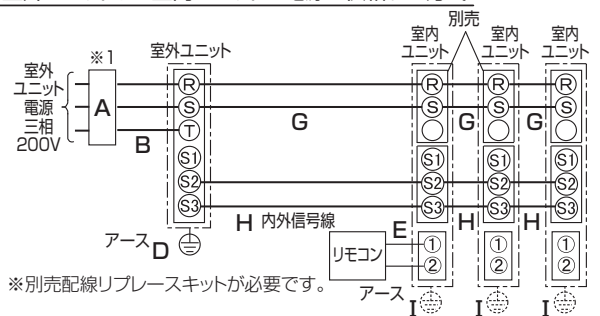 別売
※1
室外ユニット
室内
ユニット
室内
ユニット
室内
ユニット
室外
ユニット
電源
三相
200V
A
B
R
S
T
S1
S2
S3
G
H 内外信号線
アース D
R
S
S1
S2
S3
G
H
R
S
S1
S2
S3
G
H
R
S
S1
S2
S3
E
リモコン
①
②
①
②
①
②
アース
I
I
I
※別売配線リプレースキットが必要です。